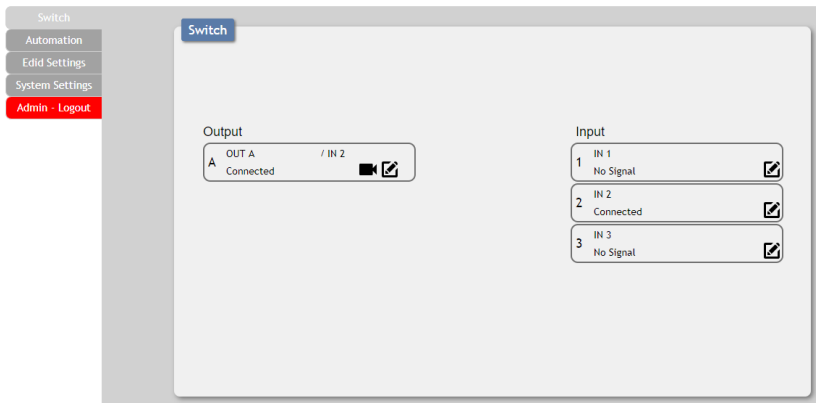 Switch
Automation
Edid Settings
System Settings
Admin - Logout
Switch
Output
A
OUT A / IN 2
Connected
Input
1
IN 1
No Signal
2
IN 2
Connected
3
IN 3
No Signal